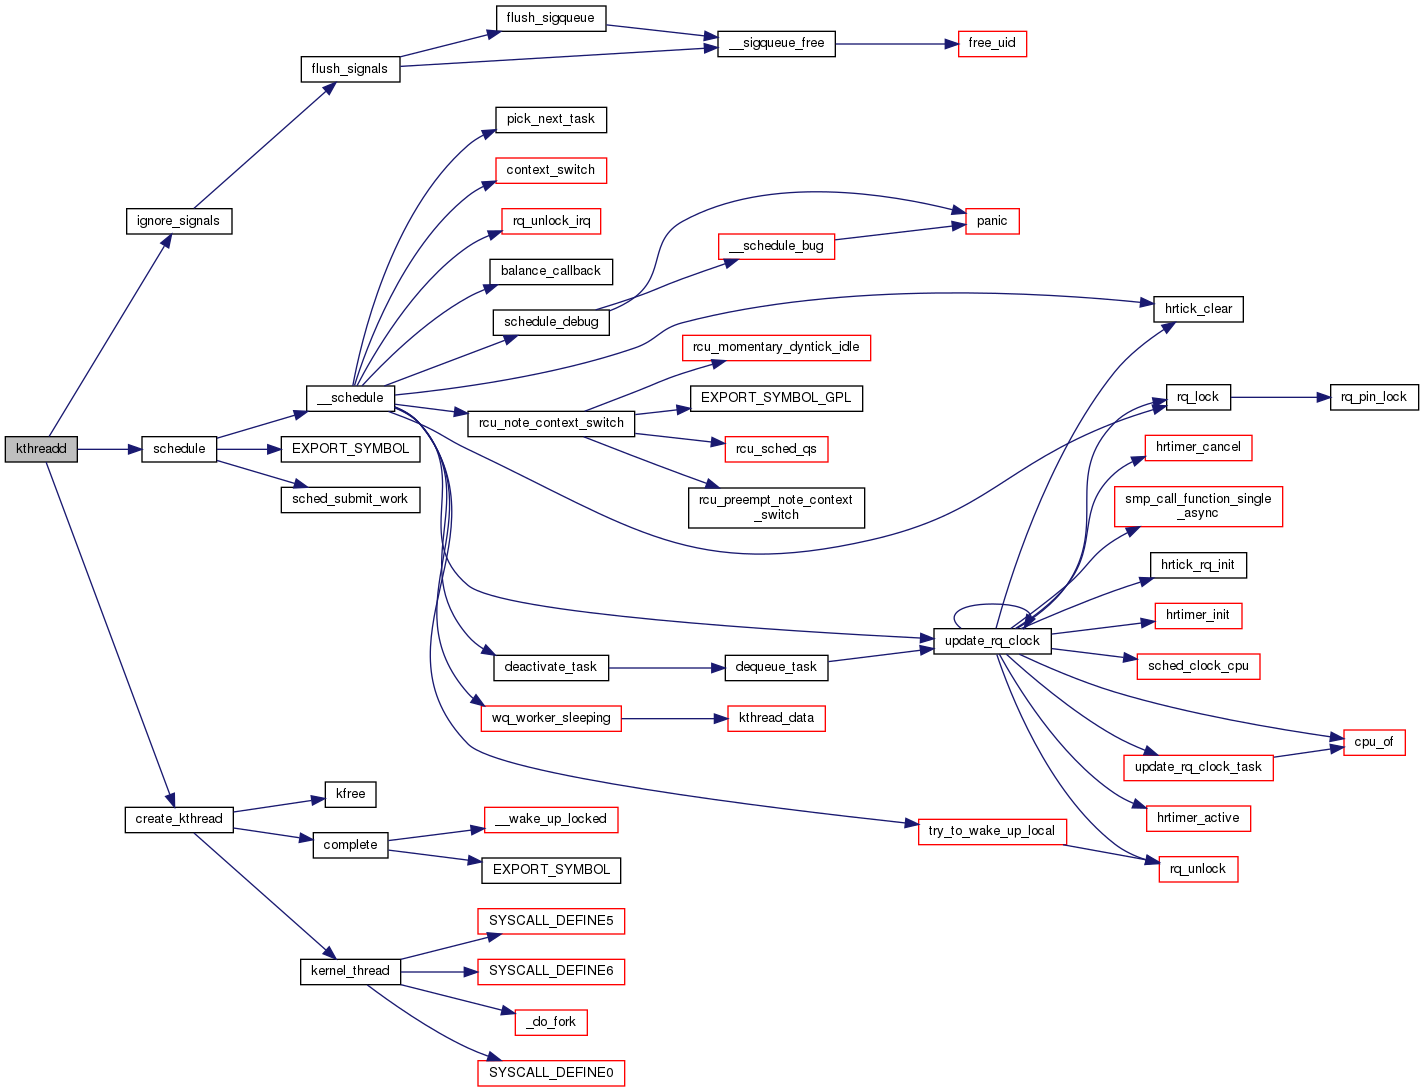 flush_sigqueue
__sigqueue_free
free_uid
flush_signals
pick_next_task
context_switch
rq_unlock_irq
ignore_signals
panic
__schedule_bug
balance_callback
hrtick_clear
schedule_debug
rcu_momentary_dyntick_idle
__schedule
EXPORT_SYMBOL_GPL
rq_lock
rq_pin_lock
rcu_note_context_switch
kthreadd
schedule
EXPORT_SYMBOL
rcu_sched_qs
hrtimer_cancel
sched_submit_work
rcu_preempt_note_context
_switch
smp_call_function_single
_async
hrtick_rq_init
hrtimer_init
update_rq_clock
deactivate_task
dequeue_task
sched_clock_cpu
wq_worker_sleeping
kthread_data
cpu_of
update_rq_clock_task
kfree
create_kthread
__wake_up_locked
hrtimer_active
complete
try_to_wake_up_local
EXPORT_SYMBOL
rq_unlock
SYSCALL_DEFINE5
kernel_thread
SYSCALL_DEFINE6
_do_fork
SYSCALL_DEFINE0